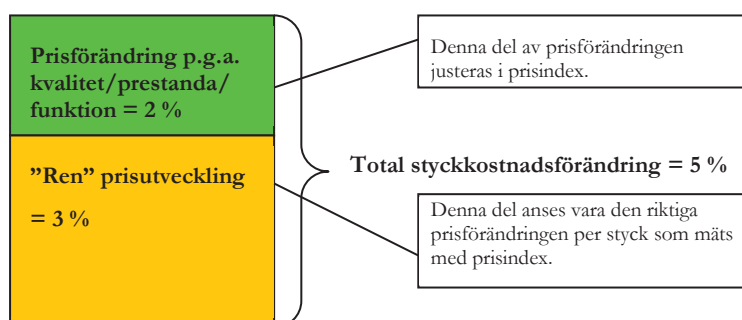 Prisförändring p.g.a.
kvalitet/prestanda/
funktion = 2 %
Denna del av prisförändringen
justeras i prisindex.
”Ren” prisutveckling
= 3 %
Total styckkostnadsförändring = 5 %
Denna del anses vara den riktiga
prisförändringen per styck som mäts
med prisindex.